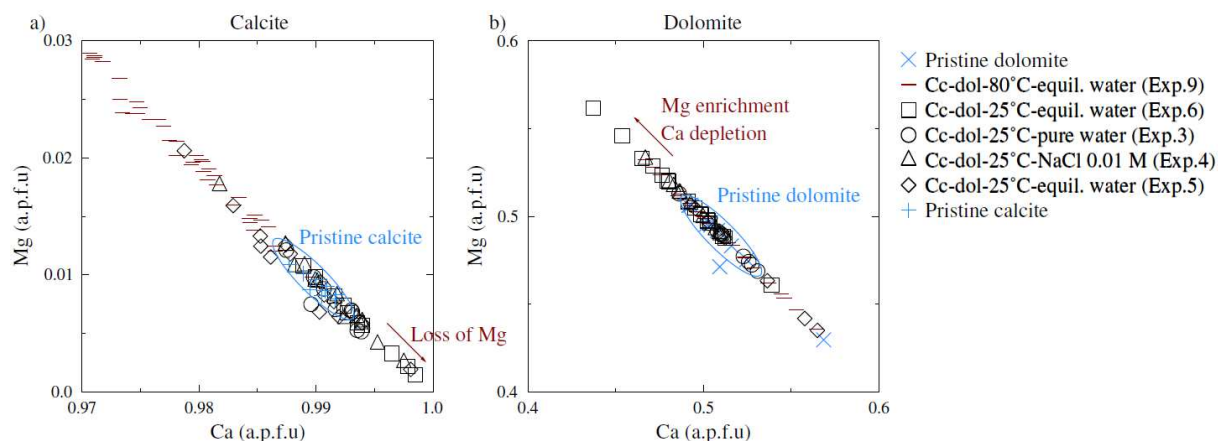 a) Calcite
0.03
0.02
0.01
0.0
Mg (a.p.f.u)
Pristine calcite
Loss of Mg
0.97 0.98 0.99 1.0
Ca (a.p.f.u)
b) Dolomite
0.6
0.5
0.4
Mg (a.p.f.u)
Mg enrichment
Ca depletion
Pristine dolomite
0.4 0.5 0.6
Ca (a.p.f.u)
Pristine dolomite
Cc-dol-80°C-equil. water (Exp.9)
Cc-dol-25°C-equil. water (Exp.6)
Cc-dol-25°C-pure water (Exp.3)
Cc-dol-25°C-NaCl 0.01 M (Exp.4)
Cc-dol-25°C-equil. water (Exp.5)
Pristine calcite